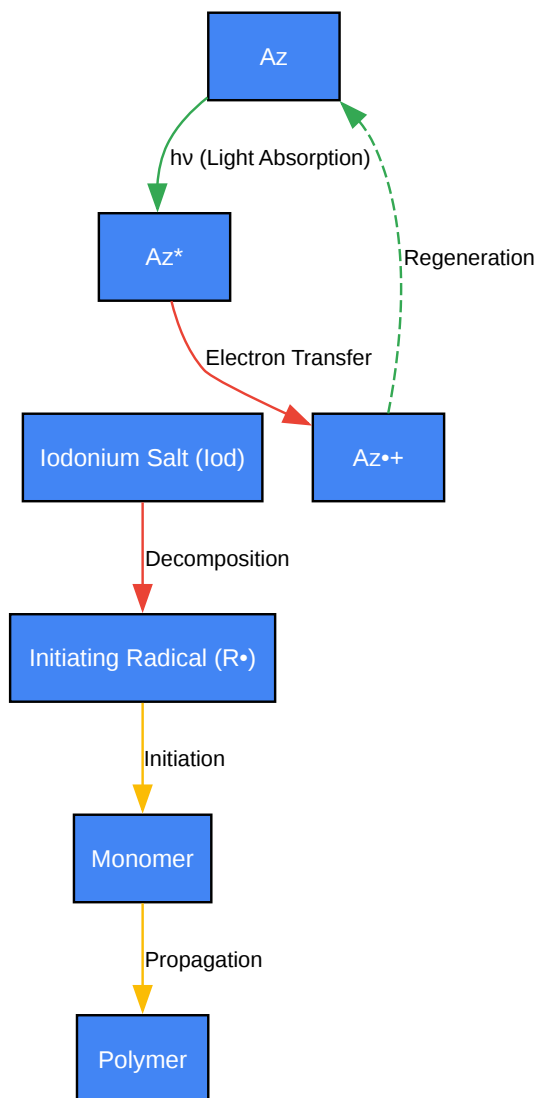 Az
hν (Light Absorption)
Az*
Regeneration
Electron Transfer
Iodonium Salt (Iod)
Az•+
Decomposition
Initiating Radical (R•)
Initiation
Monomer
Propagation
Polymer